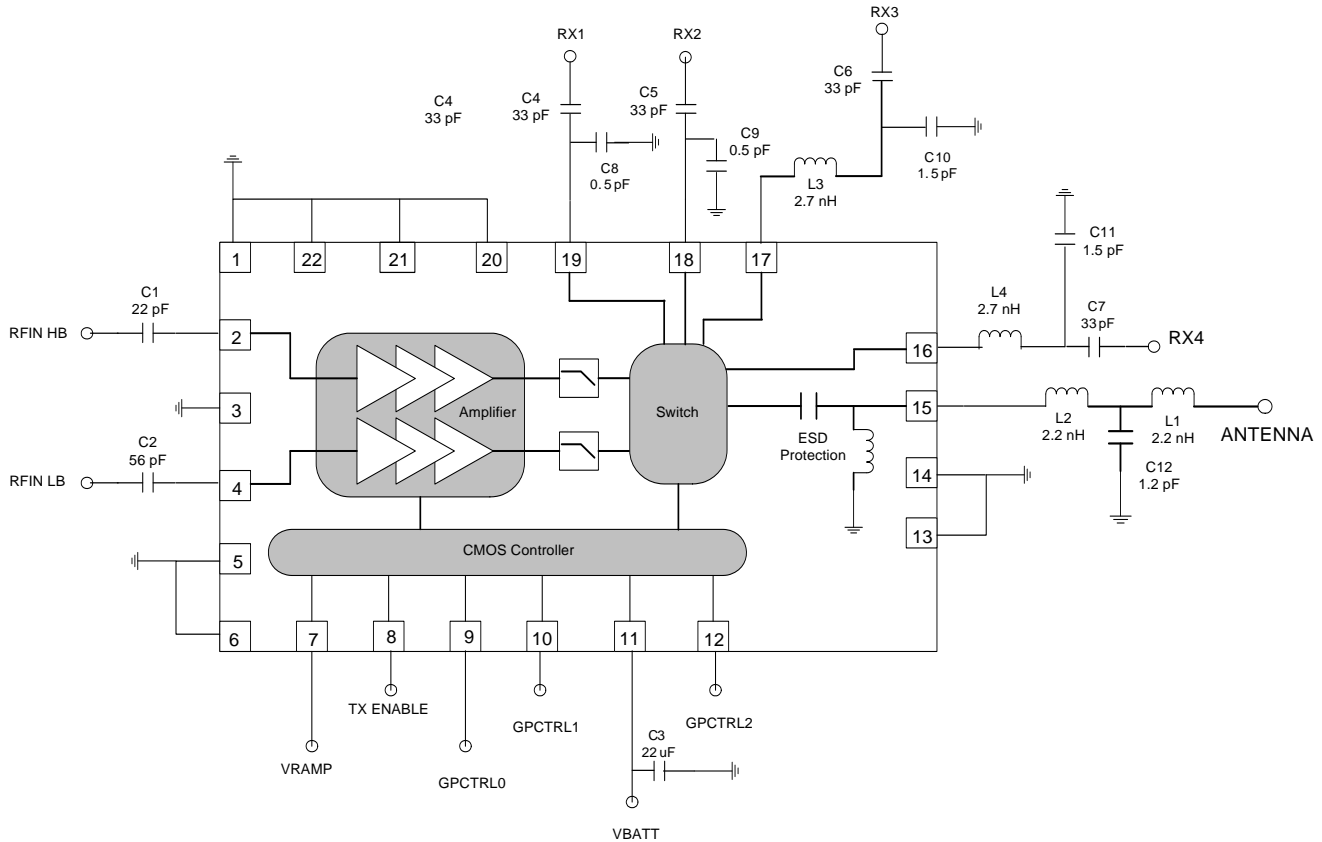 RX3
RX1
RX2
C6
33 pF
C4
33 pF
C4
33 pF
C5
33 pF
C9
0.5 pF
C8
0.5 pF
C10
1.5 pF
L3
2.7 nH
C11
1.5 pF
1
22
21
20
19
18
17
C1
22 pF
RFIN HB
2
L4
2.7 nH
C7
33 pF
RX4
16
3
Amplifier
Switch
15
ESD
Protection
L2
2.2 nH
L1
2.2 nH
ANTENNA
C12
1.2 pF
C2
56 pF
RFIN LB
4
14
13
5
CMOS Controller
6
7
8
9
10
11
12
TX ENABLE
GPCTRL1
GPCTRL2
C3
22 uF
VRAMP
GPCTRL0
VBATT